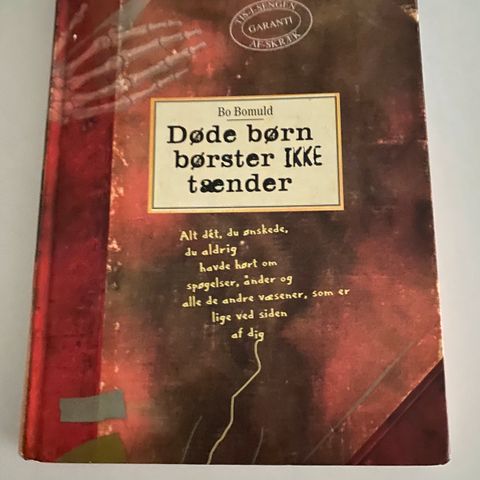 TIS-I-SENGEN
GARANTI
AF-SKRÆK
Bo Bomuld
Døde børn
børster IKKE
tænder
Alt dét, du ønskede,
du aldrig
havde hørt om
spøgelser, ånder og
alle de andre væsener, som er
lige ved siden
af dig